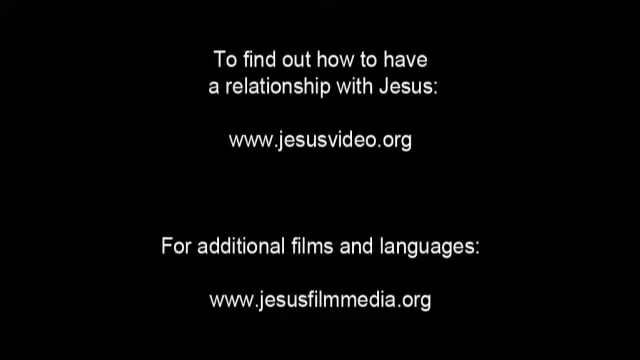 To find out how to have
a relationship with Jesus:
www.jesusvideo.org
For additional films and languages:
www.jesusfilmmedia.org